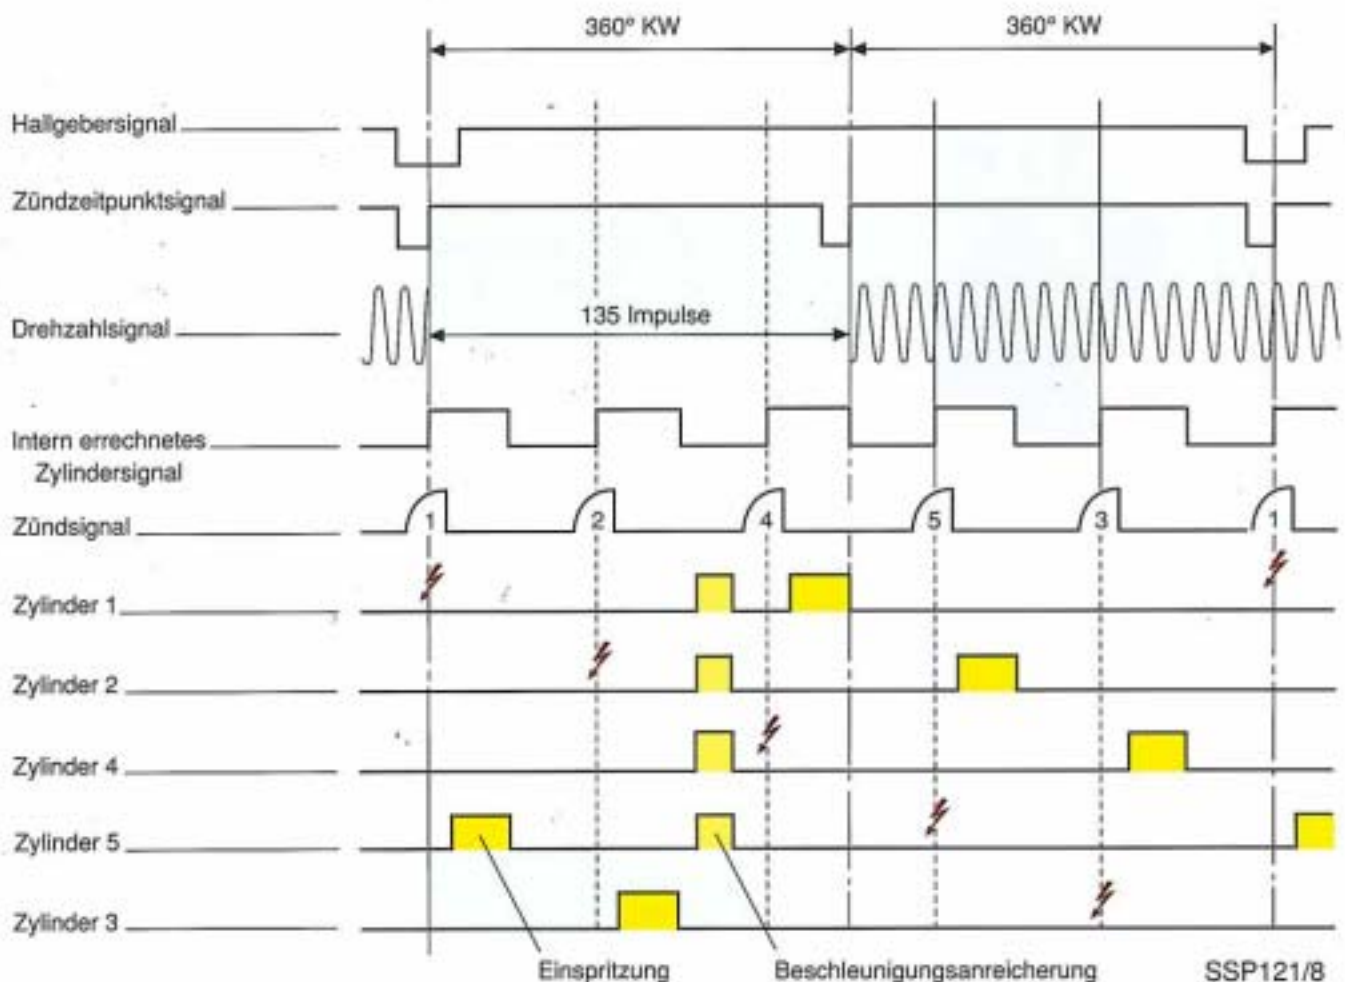 360° KW 360° KW
Hallgebersignal
Zündzeitpunktsignal
Drehzahlsignal
135 Impulse
Intern errechnetes
Zylindersignal
Zündsignal
1 2 4 5 3 1
Zylinder 1
Zylinder 2
Zylinder 4
Zylinder 5
Zylinder 3
Einspritzung Beschleunigungsanreicherung SSP121/8